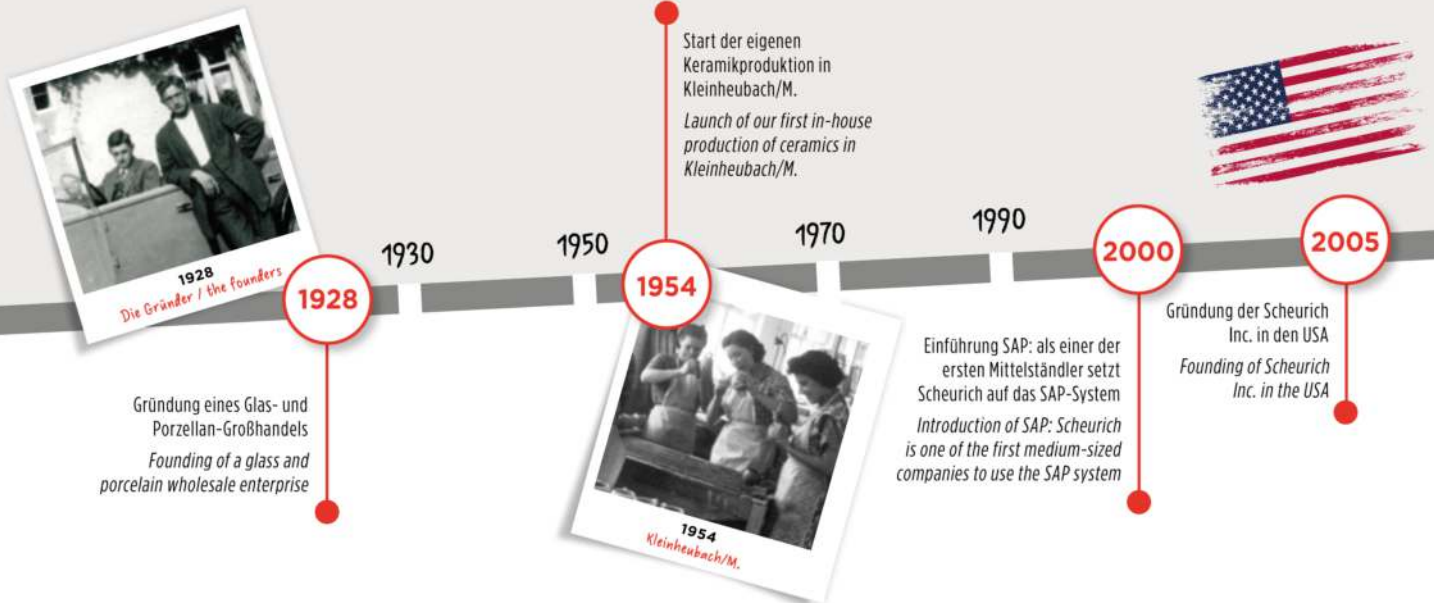 1928
Die Gründer / the founders
1928
Gründung eines Glas- und
Porzellan-Großhandels
Founding of a glass and
porcelain wholesale enterprise
1930
1950
Start der eigenen
Keramikproduktion in
Kleinheubach/M.
Launch of our first in-house
production of ceramics in
Kleinheubach/M.
1954
1954
Kleinheubach/M.
1970
1990
2000
Einführung SAP: als einer der
ersten Mittelständler setzt
Scheurich auf das SAP-System
Introduction of SAP: Scheurich
is one of the first medium-sized
companies to use the SAP system
2005
Gründung der Scheurich
Inc. in den USA
Founding of Scheurich
Inc. in the USA